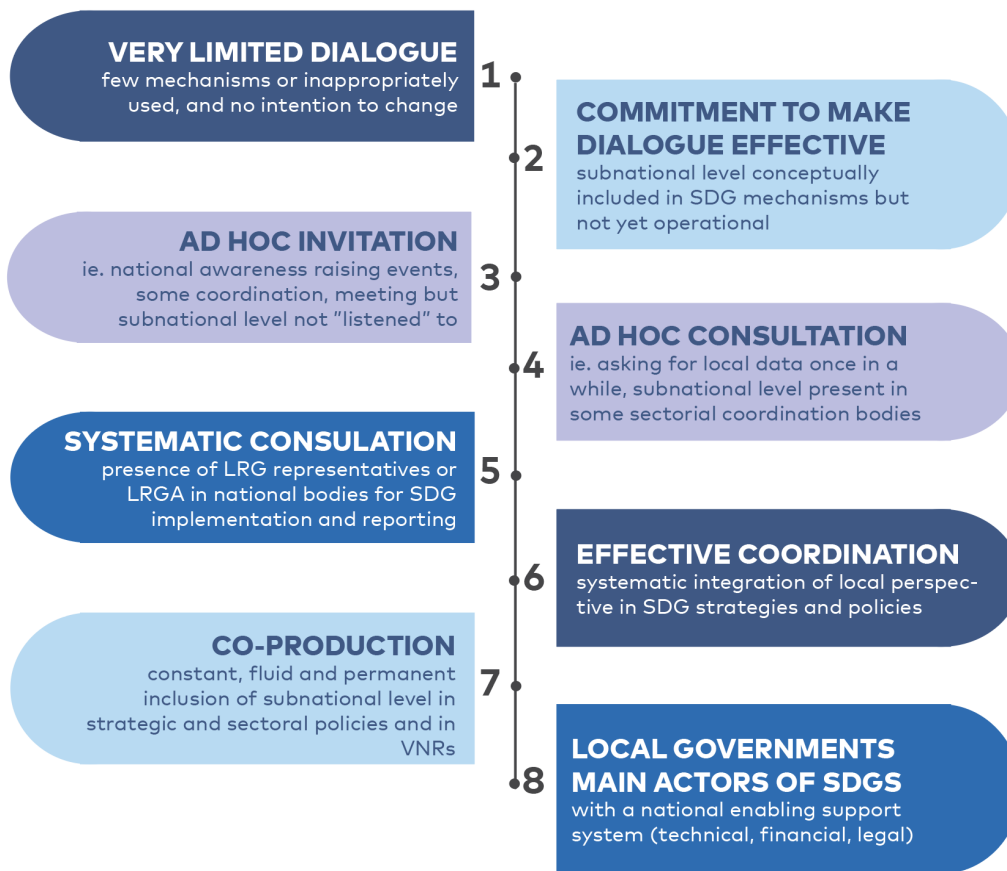 VERY LIMITED DIALOGUE
few mechanisms or inappropriately
used, and no intention to change
1
COMMITMENT TO MAKE
DIALOGUE EFFECTIVE
subnational level conceptually
included in SDG mechanisms but
not yet operational
2
AD HOC INVITATION
ie. national awareness raising events,
some coordination, meeting but
subnational level not "listened" to
3
AD HOC CONSULTATION
ie. asking for local data once in a
while, subnational level present in
some sectorial coordination bodies
4
SYSTEMATIC CONSULATION
presence of LRG representatives or
LRGA in national bodies for SDG
implementation and reporting
5
EFFECTIVE COORDINATION
systematic integration of local perspec-
tive in SDG strategies and policies
6
CO-PRODUCTION
constant, fluid and permanent
inclusion of subnational level in
strategic and sectoral policies and in
VNRs
7
LOCAL GOVERNMENTS
MAIN ACTORS OF SDGS
with a national enabling support
system (technical, financial, legal)
8